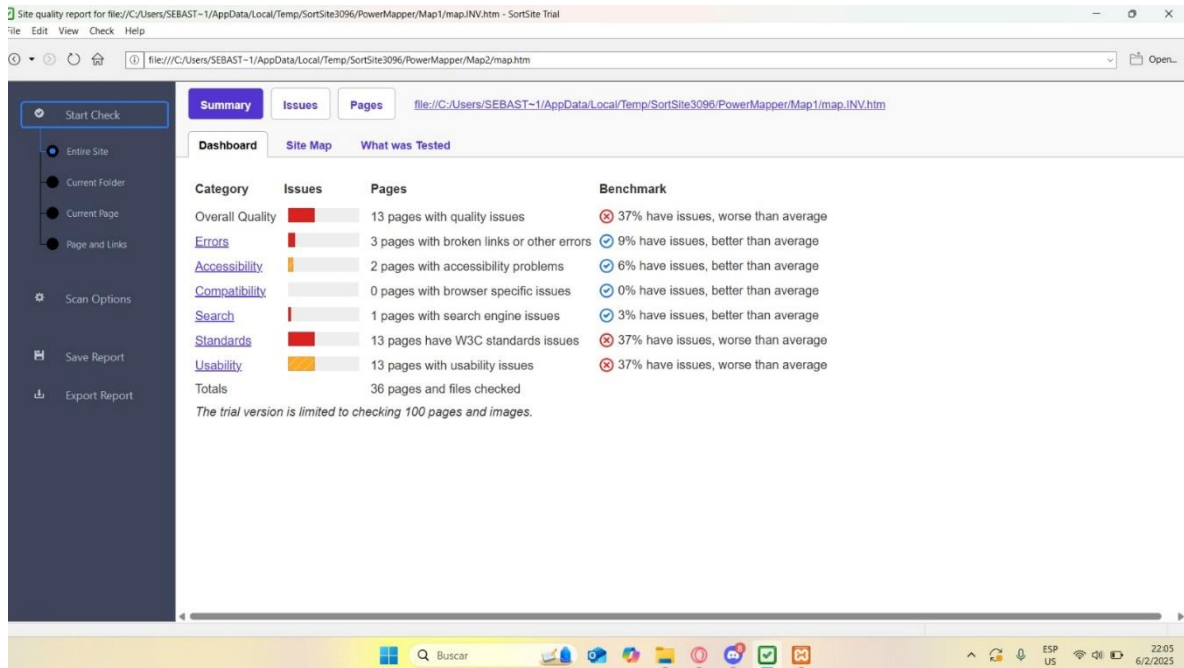 Site quality report for file://C:/Users/SEBAST~1/AppData/Local/Temp/SortSite3096/PowerMapper/Map1/map.INV.htm - SortSite Trial
File Edit View Check Help
file:///C:/Users/SEBAST~1/AppData/Local/Temp/SortSite3096/PowerMapper/Map2/map.htm Open...
Start Check
Entire Site
Current Folder
Current Page
Page and Links
Scan Options
Save Report
Export Report
Summary Issues Pages file://C:/Users/SEBAST~1/AppData/Local/Temp/SortSite3096/PowerMapper/Map1/map.INV.htm
Dashboard Site Map What was Tested
Category Issues Pages Benchmark
Overall Quality 13 pages with quality issues 37% have issues, worse than average
Errors 3 pages with broken links or other errors 9% have issues, better than average
Accessibility 2 pages with accessibility problems 6% have issues, better than average
Compatibility 0 pages with browser specific issues 0% have issues, better than average
Search 1 pages with search engine issues 3% have issues, better than average
Standards 13 pages have W3C standards issues 37% have issues, worse than average
Usability 13 pages with usability issues 37% have issues, worse than average
Totals 36 pages and files checked
The trial version is limited to checking 100 pages and images.
Buscar
ESP
US
22:05
6/2/2025